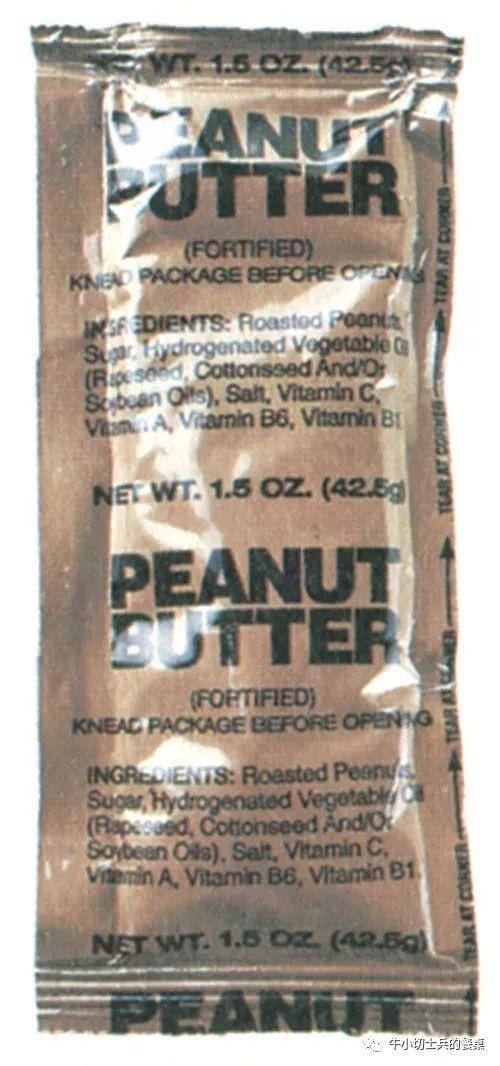 WT. 1.5 OZ. (42.5g)
PEANUT
BUTTER
(FORTIFIED)
KNEAD PACKAGE BEFORE OPENING
INGREDIENTS: Roasted Peanuts,
Sugar, Hydrogenated Vegetable Oil
(Rapeseed, Cottonseed And/Or
Soybean Oils), Salt, Vitamin C,
Vitamin A, Vitamin B6, Vitamin B1
NET WT. 1.5 OZ. (42.5g)
PEANUT
BUTTER
(FORTIFIED)
KNEAD PACKAGE BEFORE OPENING
INGREDIENTS: Roasted Peanuts,
Sugar, Hydrogenated Vegetable Oil
(Rapeseed, Cottonseed And/Or
Soybean Oils), Salt, Vitamin C,
Vitamin A, Vitamin B6, Vitamin B1.
NET WT. 1.5 OZ. (42.5g)
PEANUT
TEAR AT CORNER
TEAR AT CORNER
TEAR AT CORNER
TEAR AT CORNER
牛小切士兵的餐桌